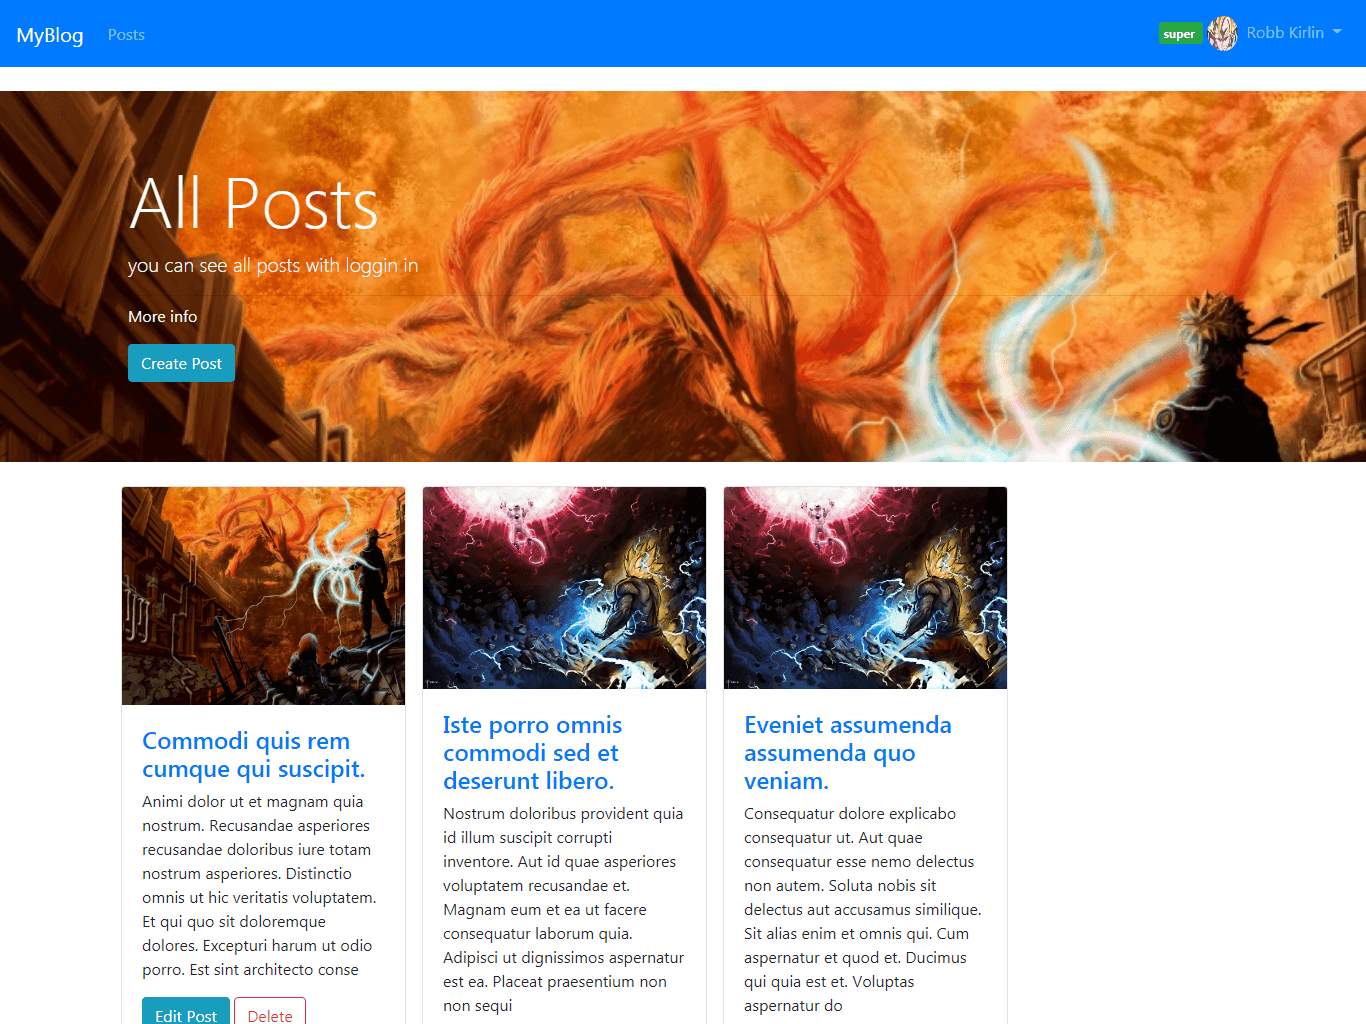 MyBlog
Posts
super
Robb Kirlin
All Posts
you can see all posts with loggin in
More info
Create Post
Commodi quis rem
cumque qui suscipit.
Animi dolor ut et magnam quia
nostrum. Recusandae asperiores
recusandae doloribus iure totam
nostrum asperiores. Distinctio
omnis ut hic veritatis voluptatem.
Et qui quo sit doloremque
dolores. Excepturi harum ut odio
porro. Est sint architecto conse
Edit Post
Delete
Iste porro omnis
commodi sed et
deserunt libero.
Nostrum doloribus provident quia
id illum suscipit corrupti
inventore. Aut id quae asperiores
voluptatem recusandae et.
Magnam eum et ea ut facere
consequatur laborum quia.
Adipisci ut dignissimos aspernatur
est ea. Placeat praesentium non
non sequi
Eveniet assumenda
assumenda quo
veniam.
Consequatur dolore explicabo
consequatur ut. Aut quae
consequatur esse nemo delectus
non autem. Soluta nobis sit
delectus aut accusamus similique.
Sit alias enim et omnis qui. Cum
aspernatur et quod et. Ducimus
qui quia est et. Voluptas
aspernatur do